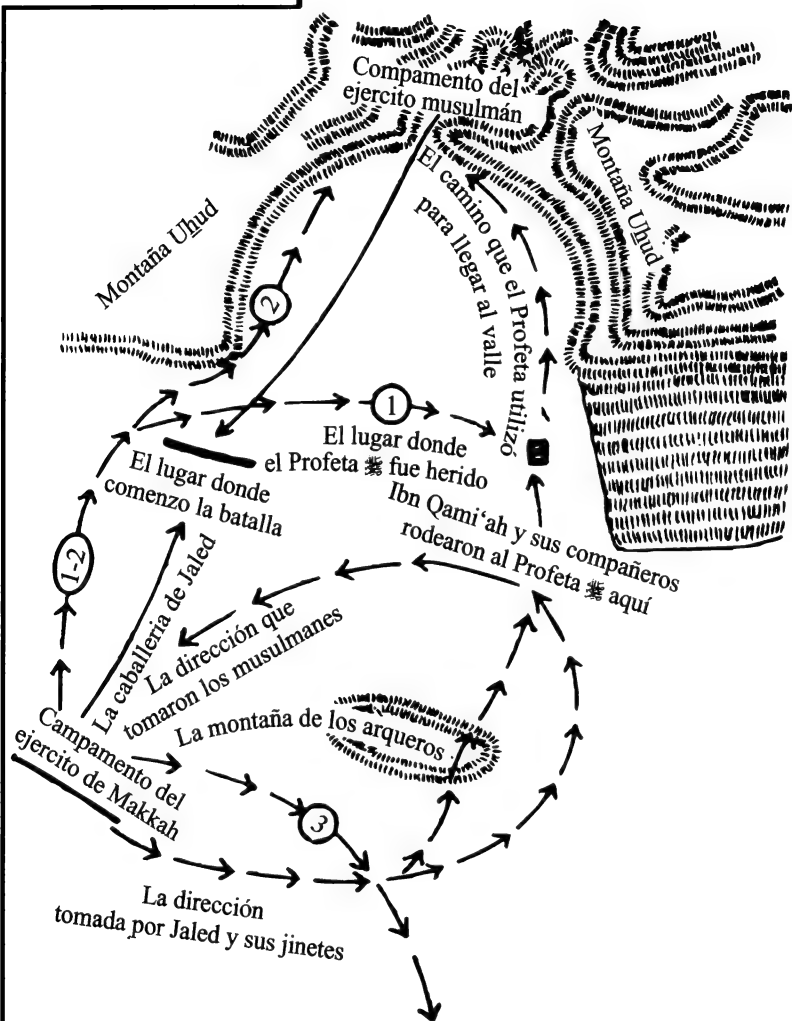 Compamento del
ejercito musulmán
Montaña Uhud
Montaña Uhud
El camino que el Profeta utilizó
para llegar al valle
2
1
El lugar donde
el Profeta ﷺ fue herido
El lugar donde
comenzo la batalla
Ibn Qami‘ah y sus compañeros
rodearon al Profeta ﷺ aquí
1-2
La caballeria de Jaled
La dirección que
tomaron los musulmanes
La montaña de los arqueros
Campamento del
ejercito de Makkah
3
La dirección
tomada por Jaled y sus jinetes